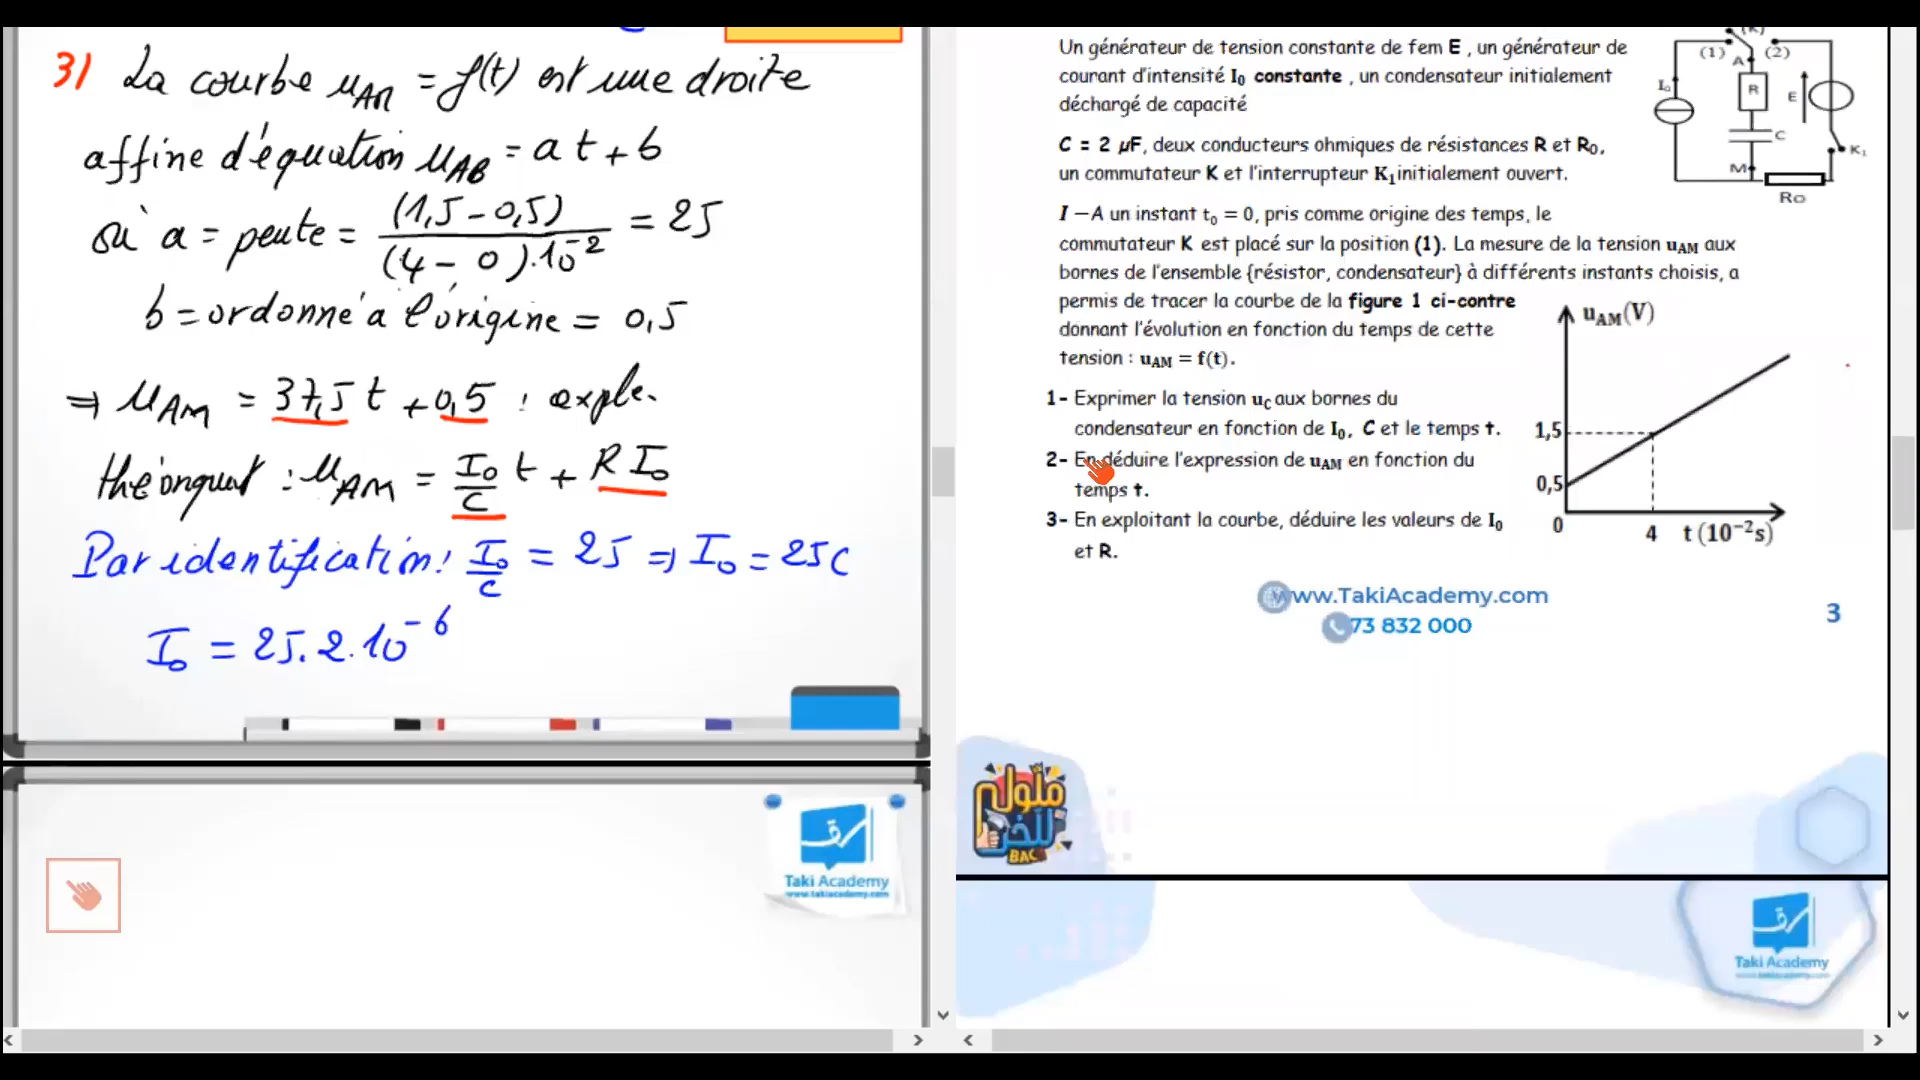 3) La courbe u_AM = f(t) est une droite
affine d'équation u_AB = at + b
où a = pente = (1,5 - 0,5) / (4 - 0).10^-2 = 25
b = ordonné à l'origine = 0,5
⇒ u_AM = 37,5 t + 0,5 : exple.
théorique : u_AM = I₀/C t + R I₀
Par identification : I₀/C = 25 ⇒ I₀ = 25C
I₀ = 25.2.10^-6
Taki Academy
www.takiacademy.com
Un générateur de tension constante de fem E , un générateur de
courant d'intensité I₀ constante , un condensateur initialement
déchargé de capacité
C = 2 µF, deux conducteurs ohmiques de résistances R et R₀,
un commutateur K et l'interrupteur K₁initialement ouvert.
I –A un instant t₀ = 0, pris comme origine des temps, le
commutateur K est placé sur la position (1). La mesure de la tension u_AM aux
bornes de l'ensemble {résistor, condensateur} à différents instants choisis, a
permis de tracer la courbe de la figure 1 ci-contre
donnant l'évolution en fonction du temps de cette
tension : u_AM = f(t).
1- Exprimer la tension u_C aux bornes du
condensateur en fonction de I₀, C et le temps t.
2- En déduire l'expression de u_AM en fonction du
temps t.
3- En exploitant la courbe, déduire les valeurs de I₀
et R.
(K)
(1) (2)
A
I₀
R
E
C
K₁
M
Ro
u_AM(V)
1,5
0,5
0
4
t (10⁻²s)
www.TakiAcademy.com
73 832 000
3
BAC
Taki Academy